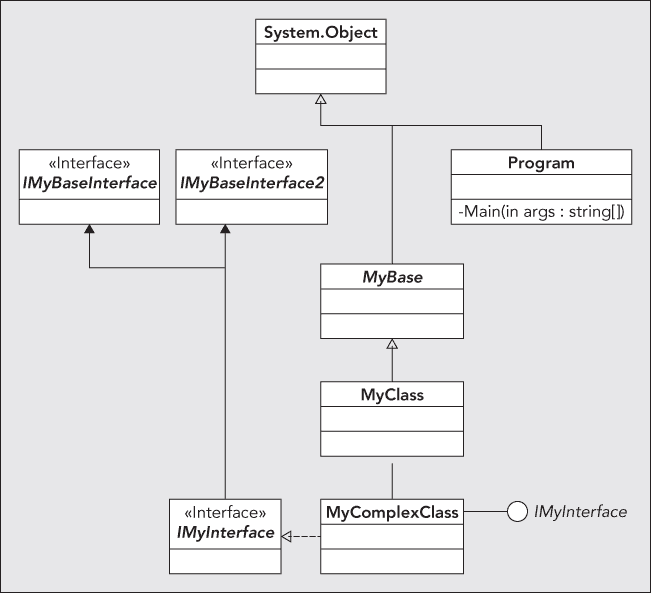 System.Object
«Interface»
IMyBaseInterface
«Interface»
IMyBaseInterface2
Program
-Main(in args : string[])
MyBase
MyClass
«Interface»
IMyInterface
MyComplexClass
IMyInterface